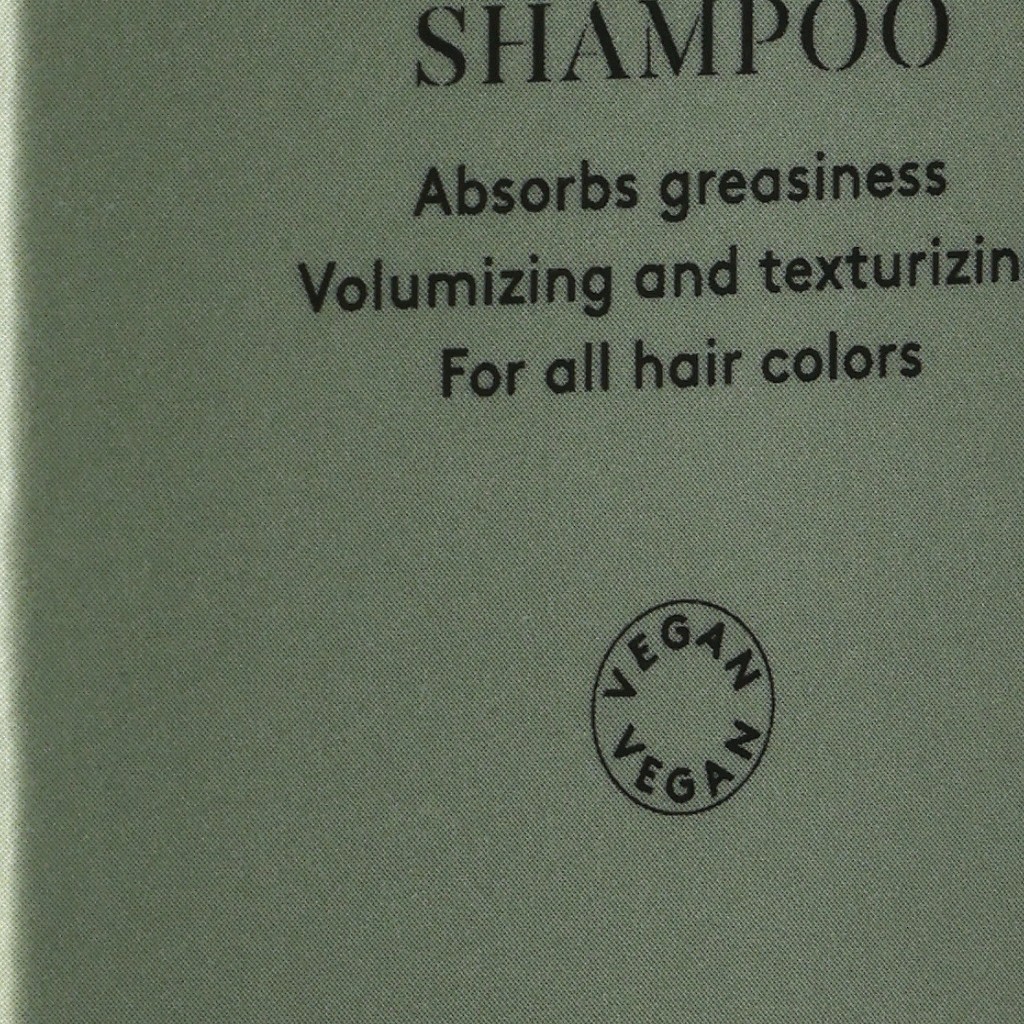 SHAMPOO
Absorbs greasiness
Volumizing and texturizin
For all hair colors
VEGAN
VEGAN